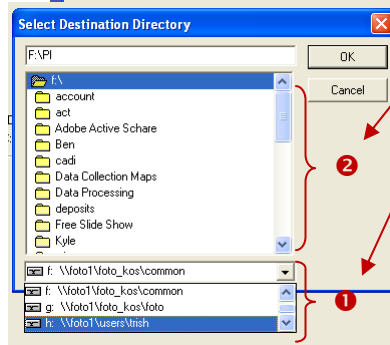 Select Destination Directory
F:\PI
OK
Cancel
f:\
account
act
Adobe Active Schare
Ben
cadi
Data Collection Maps
Data Processing
deposits
Free Slide Show
Kyle
2
f: \\foto1\foto_kos\common
f: \\foto1\foto_kos\common
g: \\foto1\foto_kos\foto
h: \\foto1\users\trish
1